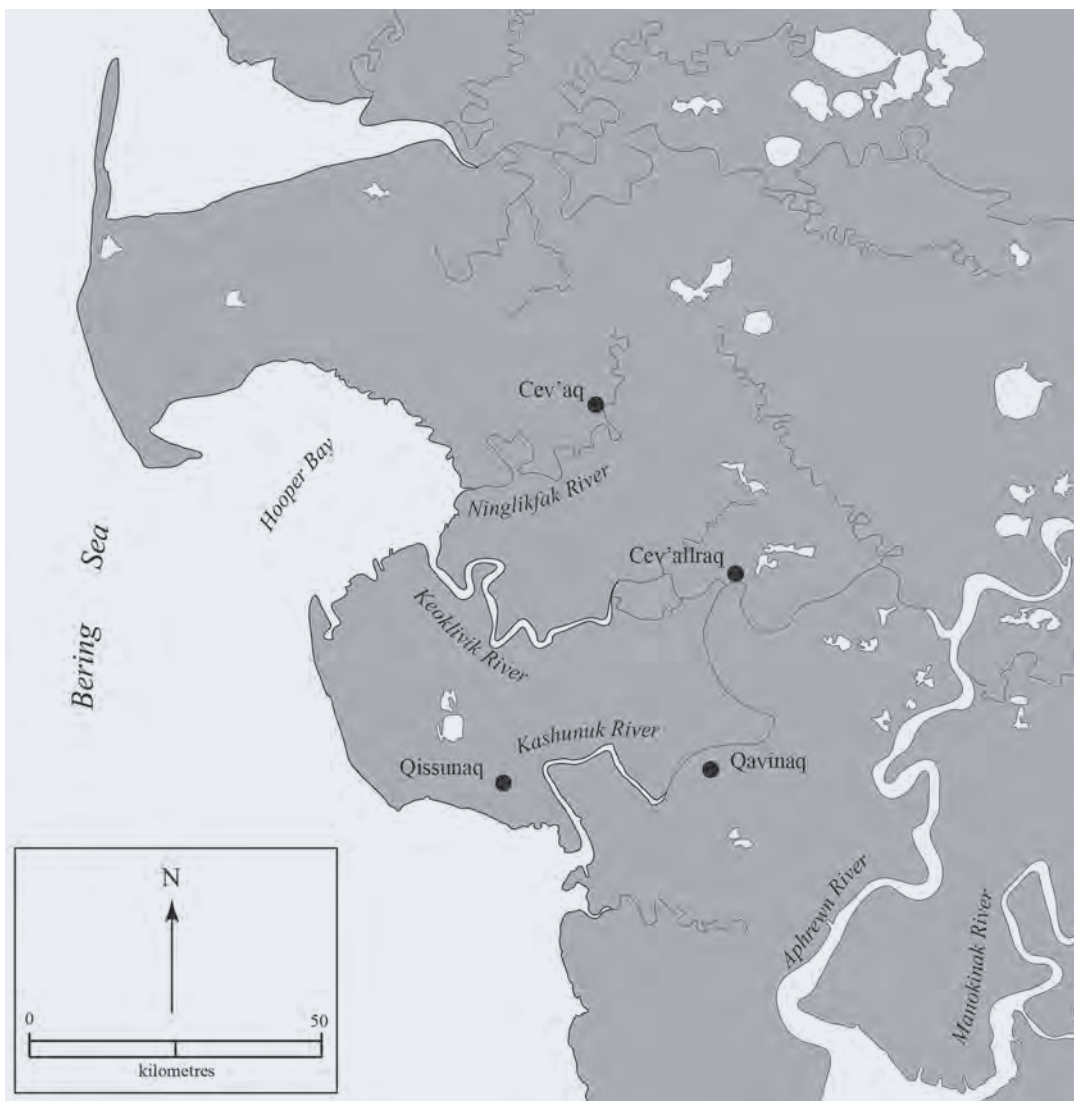 Cev’aq
Hooper Bay
Ninglikfak River
Bering Sea
Cev’allraq
Keoklivik River
Kashunuk River
Qissunaq
Qavinaq
Aphrewn River
Manokinak River
N
0 50
kilometres